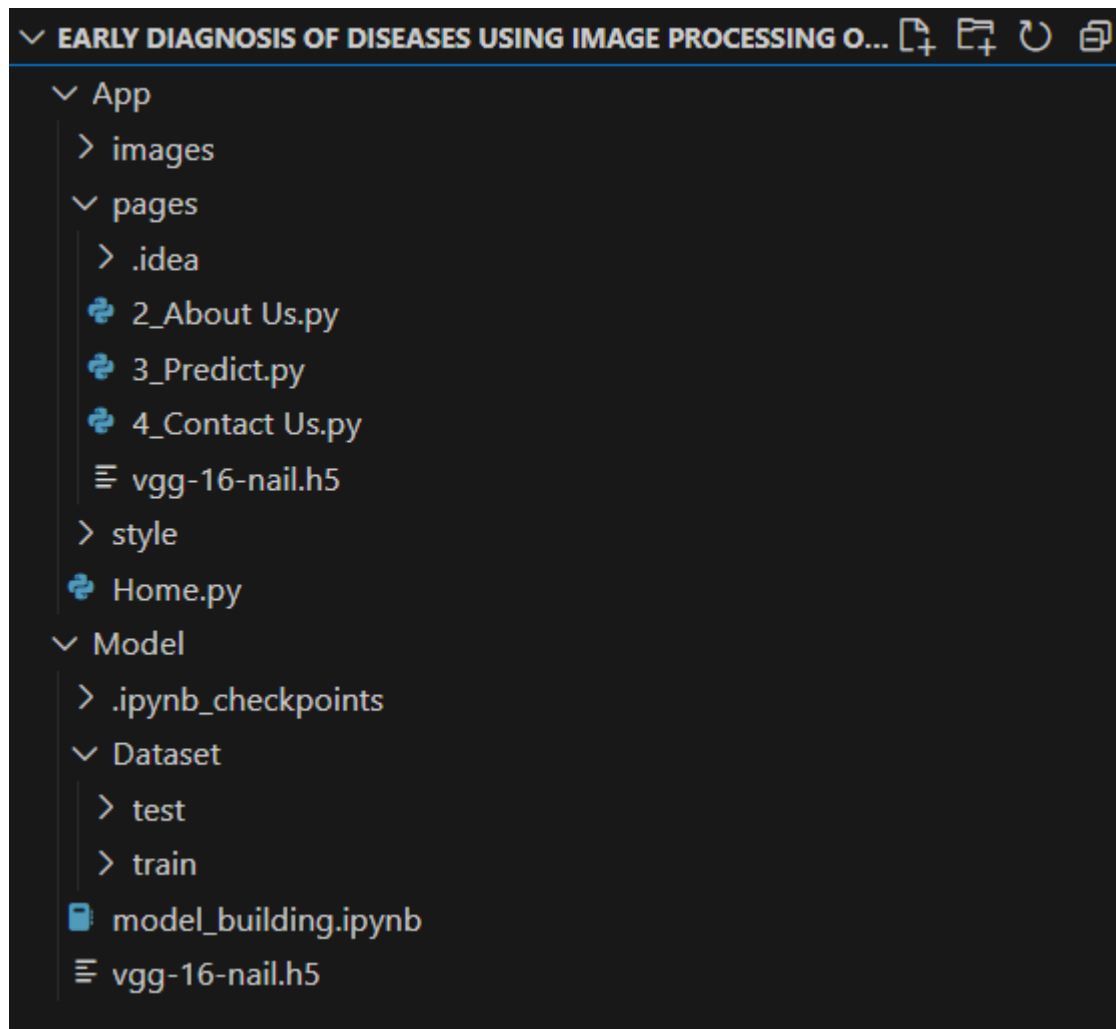 EARLY DIAGNOSIS OF DISEASES USING IMAGE PROCESSING O...
App
images
pages
.idea
2_About Us.py
3_Predict.py
4_Contact Us.py
vgg-16-nail.h5
style
Home.py
Model
.ipynb_checkpoints
Dataset
test
train
model_building.ipynb
vgg-16-nail.h5